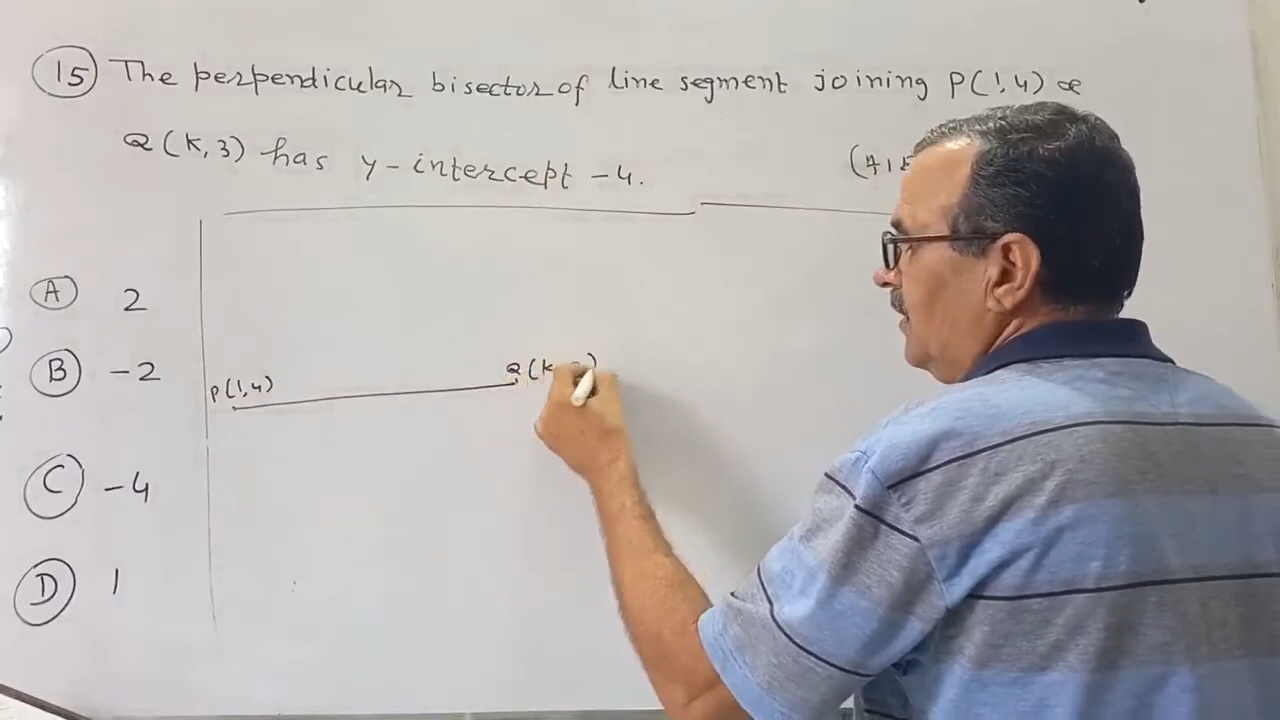 15 The perpendicular bisector of line segment joining P(1,4) &
Q(K,3) has y-intercept -4.
A 2
B -2
C -4
D 1
P(1,4)
Q(K